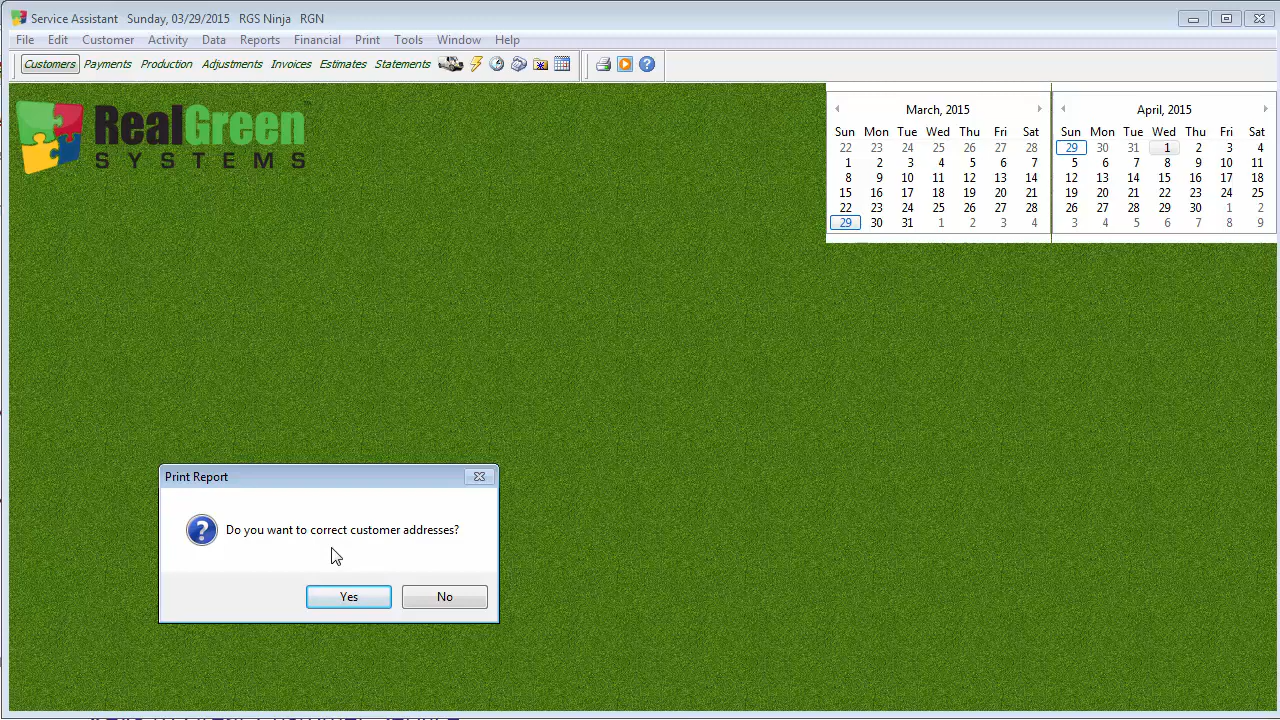 Service Assistant Sunday, 03/29/2015 RGS Ninja RGN
File Edit Customer Activity Data Reports Financial Print Tools Window Help
Customers Payments Production Adjustments Invoices Estimates Statements
RealGreen™
SYSTEMS
March, 2015
Sun Mon Tue Wed Thu Fri Sat
22 23 24 25 26 27 28
1 2 3 4 5 6 7
8 9 10 11 12 13 14
15 16 17 18 19 20 21
22 23 24 25 26 27 28
29 30 31 1 2 3 4
April, 2015
Sun Mon Tue Wed Thu Fri Sat
29 30 31 1 2 3 4
5 6 7 8 9 10 11
12 13 14 15 16 17 18
19 20 21 22 23 24 25
26 27 28 29 30 1 2
3 4 5 6 7 8 9
Print Report
Do you want to correct customer addresses?
Yes No